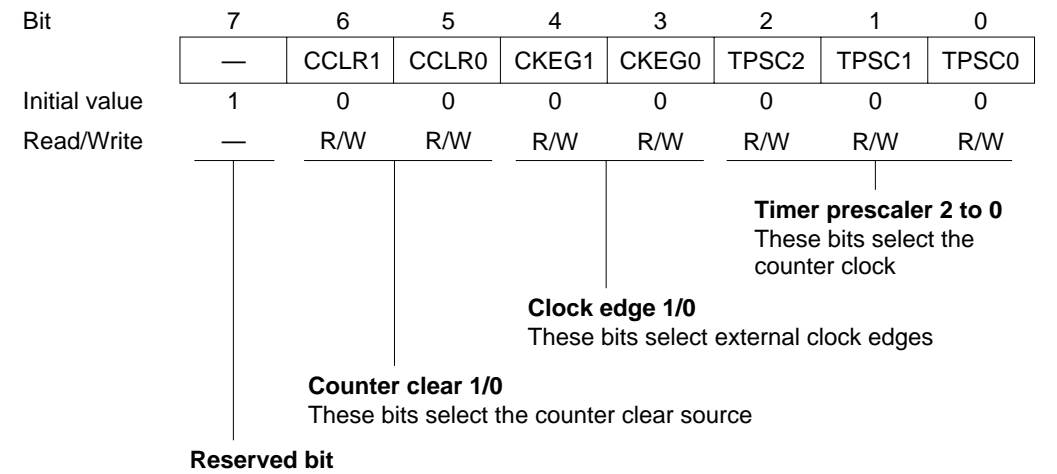 Bit 7 6 5 4 3 2 1 0
— CCLR1 CCLR0 CKEG1 CKEG0 TPSC2 TPSC1 TPSC0
Initial value 1 0 0 0 0 0 0 0
Read/Write — R/W R/W R/W R/W R/W R/W R/W
Timer prescaler 2 to 0
These bits select the
counter clock
Clock edge 1/0
These bits select external clock edges
Counter clear 1/0
These bits select the counter clear source
Reserved bit